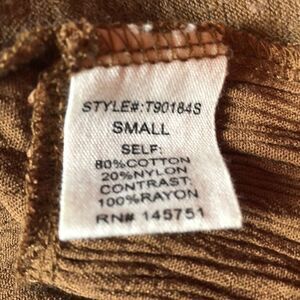 STYLE#:T90184S
SMALL
SELF:
80%COTTON
20%NYLON
CONTRAST:
100%RAYON
RN# 145751